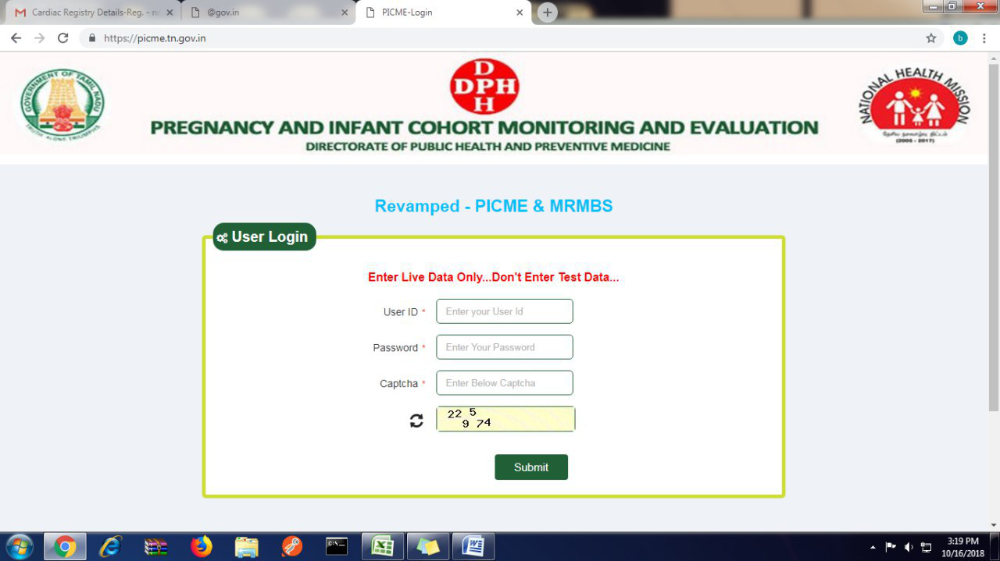 Cardiac Registry Details-Reg. - n
@gov.in
PICME-Login
https://picme.tn.gov.in
b
GOVERNMENT OF TAMIL NADU
TRUTH ALONE TRIUMPHS
D
DPH
H
NATIONAL HEALTH MISSION
தேசிய நலவாழ்வு திட்டம்
(2005 - 2017)
PREGNANCY AND INFANT COHORT MONITORING AND EVALUATION
DIRECTORATE OF PUBLIC HEALTH AND PREVENTIVE MEDICINE
Revamped - PICME & MRMBS
User Login
Enter Live Data Only...Don't Enter Test Data...
User ID * Enter your User Id
Password * Enter Your Password
Captcha * Enter Below Captcha
22 5
9 74
Submit
3:19 PM
10/16/2018